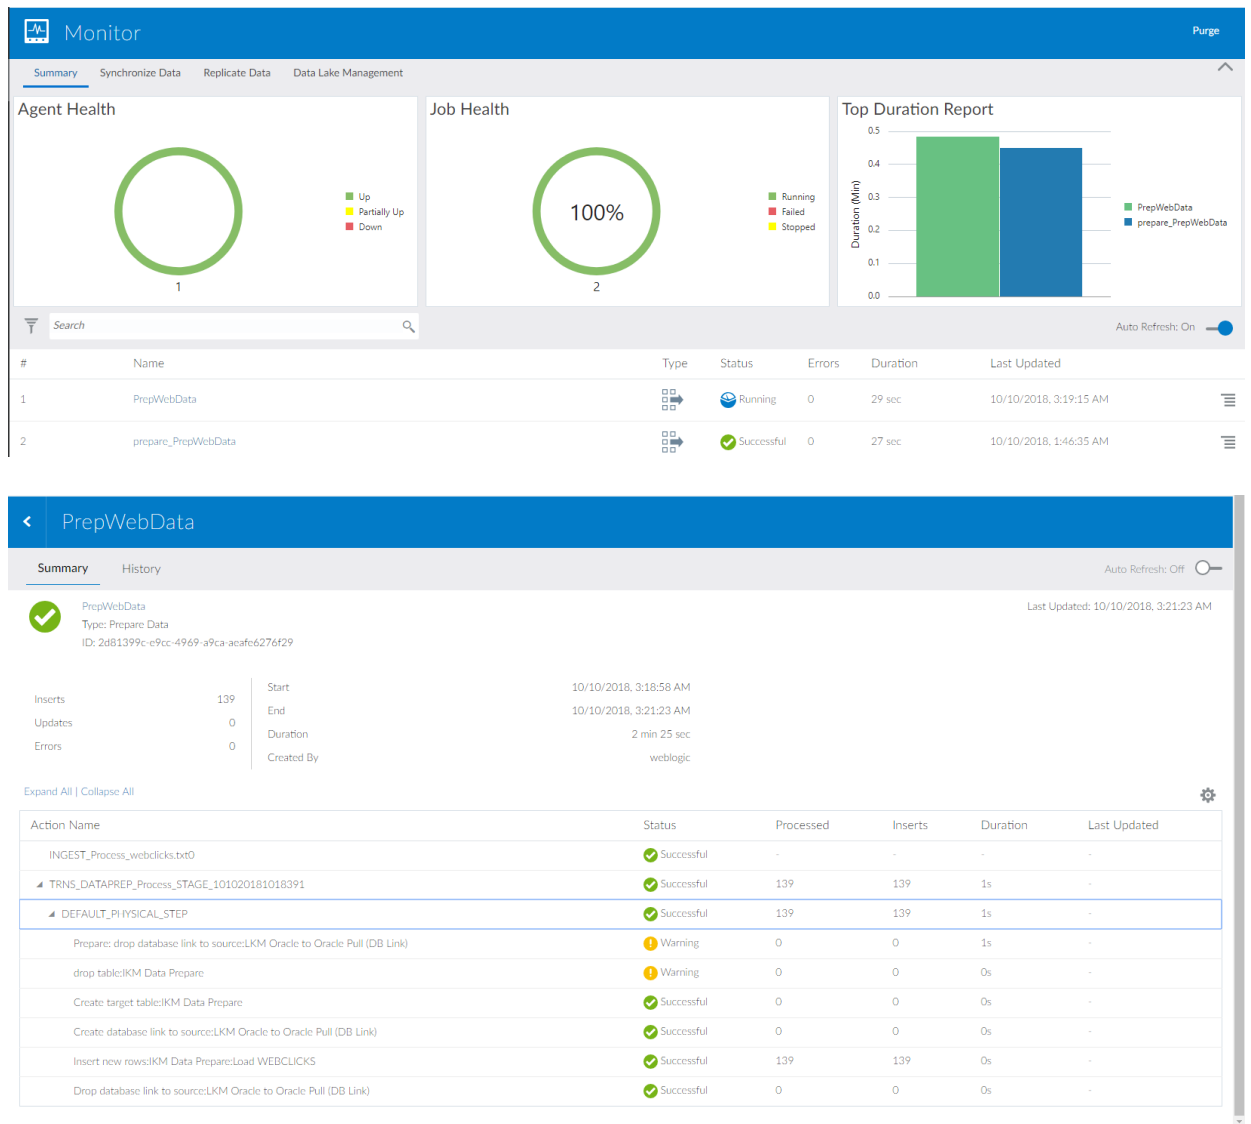 Monitor
Purge
Summary Synchronize Data Replicate Data Data Lake Management
Agent Health
Up
Partially Up
Down
1
Job Health
100%
Running
Failed
Stopped
2
Top Duration Report
Duration (Min)
0.5
0.4
0.3
0.2
0.1
0.0
PrepWebData
prepare_PrepWebData
Search
Auto Refresh: On
# Name Type Status Errors Duration Last Updated
1 PrepWebData Running 0 29 sec 10/10/2018, 3:19:15 AM
2 prepare_PrepWebData Successful 0 27 sec 10/10/2018, 1:46:35 AM
PrepWebData
Summary History
Auto Refresh: Off
PrepWebData
Type: Prepare Data
ID: 2d81399c-e9cc-4969-a9ca-aeafe6276f29
Last Updated: 10/10/2018, 3:21:23 AM
Inserts 139
Updates 0
Errors 0
Start 10/10/2018, 3:18:58 AM
End 10/10/2018, 3:21:23 AM
Duration 2 min 25 sec
Created By weblogic
Expand All | Collapse All
Action Name Status Processed Inserts Duration Last Updated
INGEST_Process_webclicks.txt0 Successful - - - -
TRNS_DATAPREP_Process_STAGE_101020181018391 Successful 139 139 1s -
DEFAULT_PHYSICAL_STEP Successful 139 139 1s -
Prepare: drop database link to source:LKM Oracle to Oracle Pull (DB Link) Warning 0 0 1s -
drop table:IKM Data Prepare Warning 0 0 0s -
Create target table:IKM Data Prepare Successful 0 0 0s -
Create database link to source:LKM Oracle to Oracle Pull (DB Link) Successful 0 0 0s -
Insert new rows:IKM Data Prepare:Load WEBCLICKS Successful 139 139 0s -
Drop database link to source:LKM Oracle to Oracle Pull (DB Link) Successful 0 0 0s -